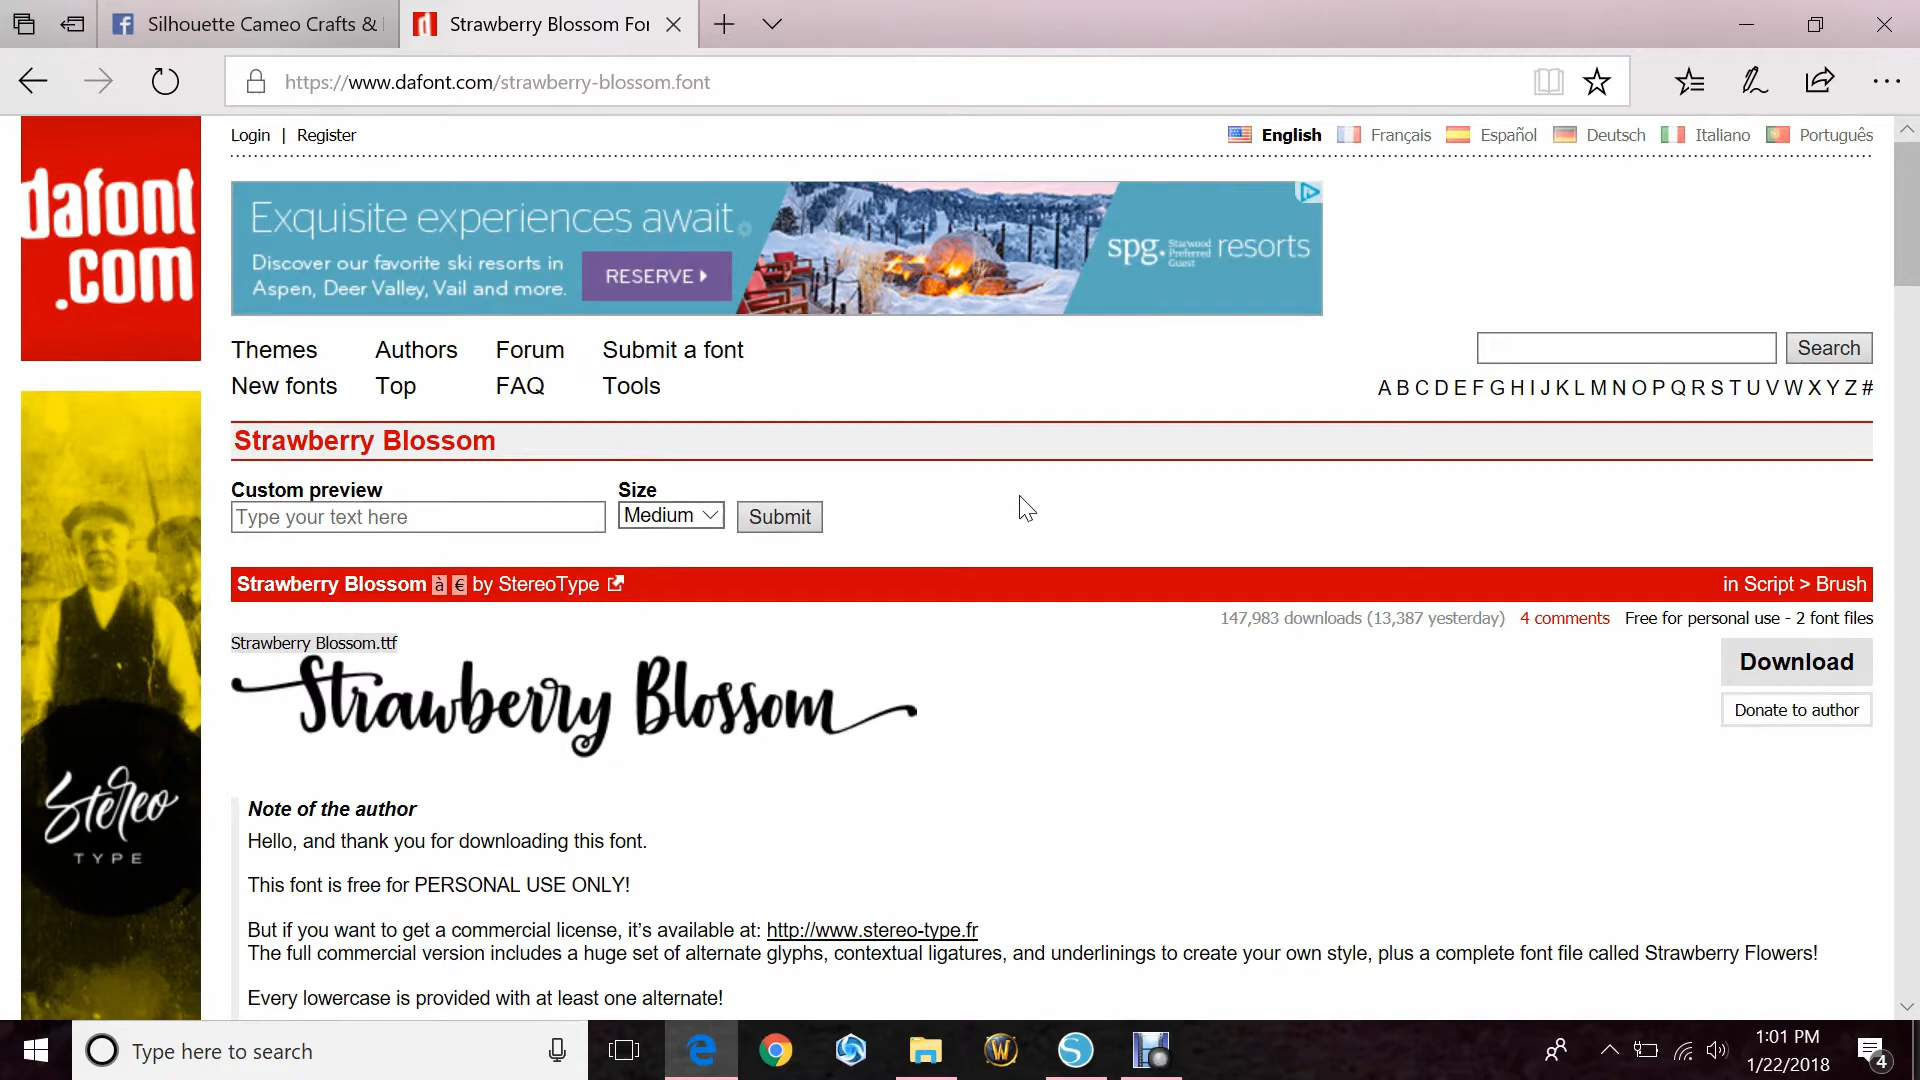 Silhouette Cameo Crafts &
Strawberry Blossom For
https://www.dafont.com/strawberry-blossom.font
dafont
.com
Login | Register
English Français Español Deutsch Italiano Português
Exquisite experiences await
Discover our favorite ski resorts in
Aspen, Deer Valley, Vail and more.
RESERVE
spg. Starwood Preferred Guest resorts
Themes Authors Forum Submit a font
New fonts Top FAQ Tools
Search
A B C D E F G H I J K L M N O P Q R S T U V W X Y Z #
Strawberry Blossom
Custom preview Size
Type your text here Medium Submit
Strawberry Blossom à € by StereoType in Script > Brush
147,983 downloads (13,387 yesterday) 4 comments Free for personal use - 2 font files
Strawberry Blossom.ttf
Strawberry Blossom
Download
Donate to author
Stereo
TYPE
Note of the author
Hello, and thank you for downloading this font.
This font is free for PERSONAL USE ONLY!
But if you want to get a commercial license, it's available at: http://www.stereo-type.fr
The full commercial version includes a huge set of alternate glyphs, contextual ligatures, and underlinings to create your own style, plus a complete font file called Strawberry Flowers!
Every lowercase is provided with at least one alternate!
Type here to search
1:01 PM
1/22/2018
4